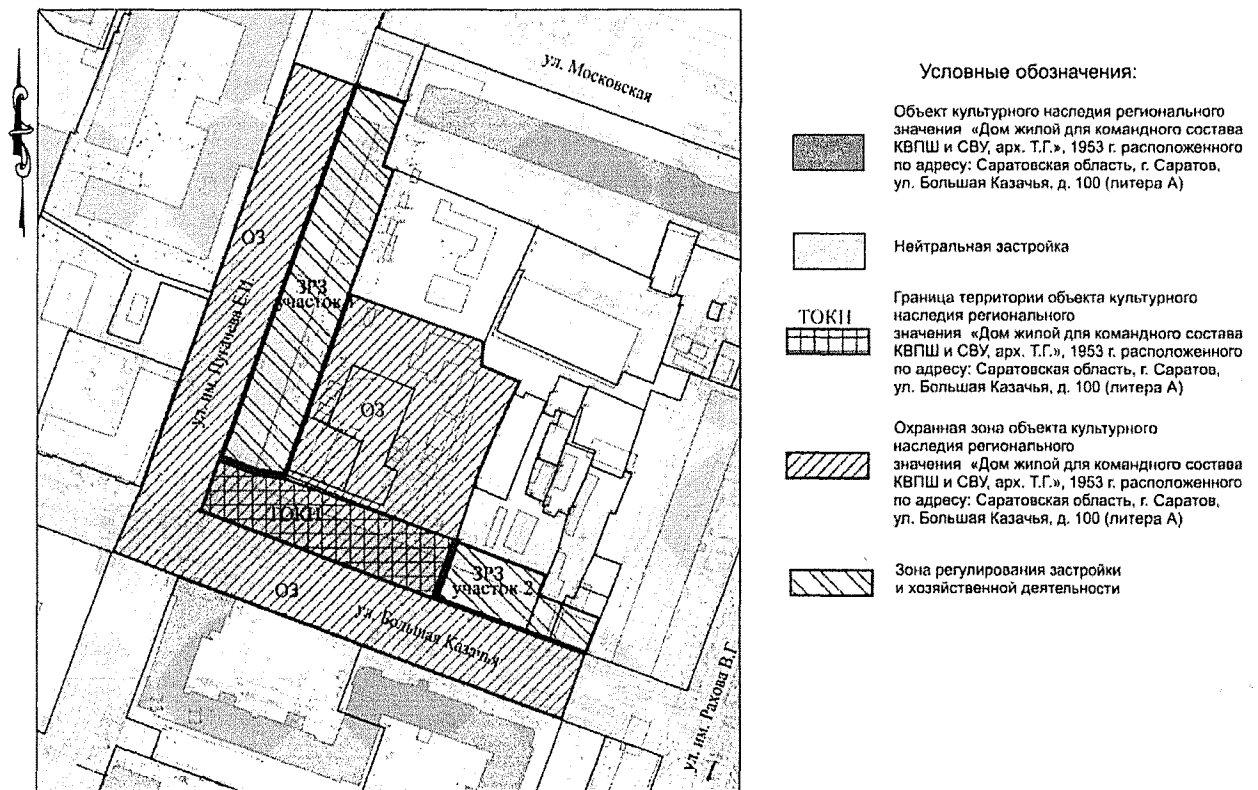 ул. Московская
ОЗ
ул. им. Пугачева Е.И.
ЗРЗ
участок
ОЗ
ТОКН
ЗРЗ
участок 2
ОЗ
ул. Большая Казачья
ул. им. Рахова В.Г
Условные обозначения:
Объект культурного наследия регионального
значения «Дом жилой для командного состава
КВПШ и СВУ, арх. Т.Г.», 1953 г. расположенного
по адресу: Саратовская область, г. Саратов,
ул. Большая Казачья, д. 100 (литера А)
Нейтральная застройка
ТОКН
Граница территории объекта культурного
наследия регионального
значения «Дом жилой для командного состава
КВПШ и СВУ, арх. Т.Г.», 1953 г. расположенного
по адресу: Саратовская область, г. Саратов,
ул. Большая Казачья, д. 100 (литера А)
Охранная зона объекта культурного
наследия регионального
значения «Дом жилой для командного состава
КВПШ и СВУ, арх. Т.Г.», 1953 г. расположенного
по адресу: Саратовская область, г. Саратов,
ул. Большая Казачья, д. 100 (литера А)
Зона регулирования застройки
и хозяйственной деятельности